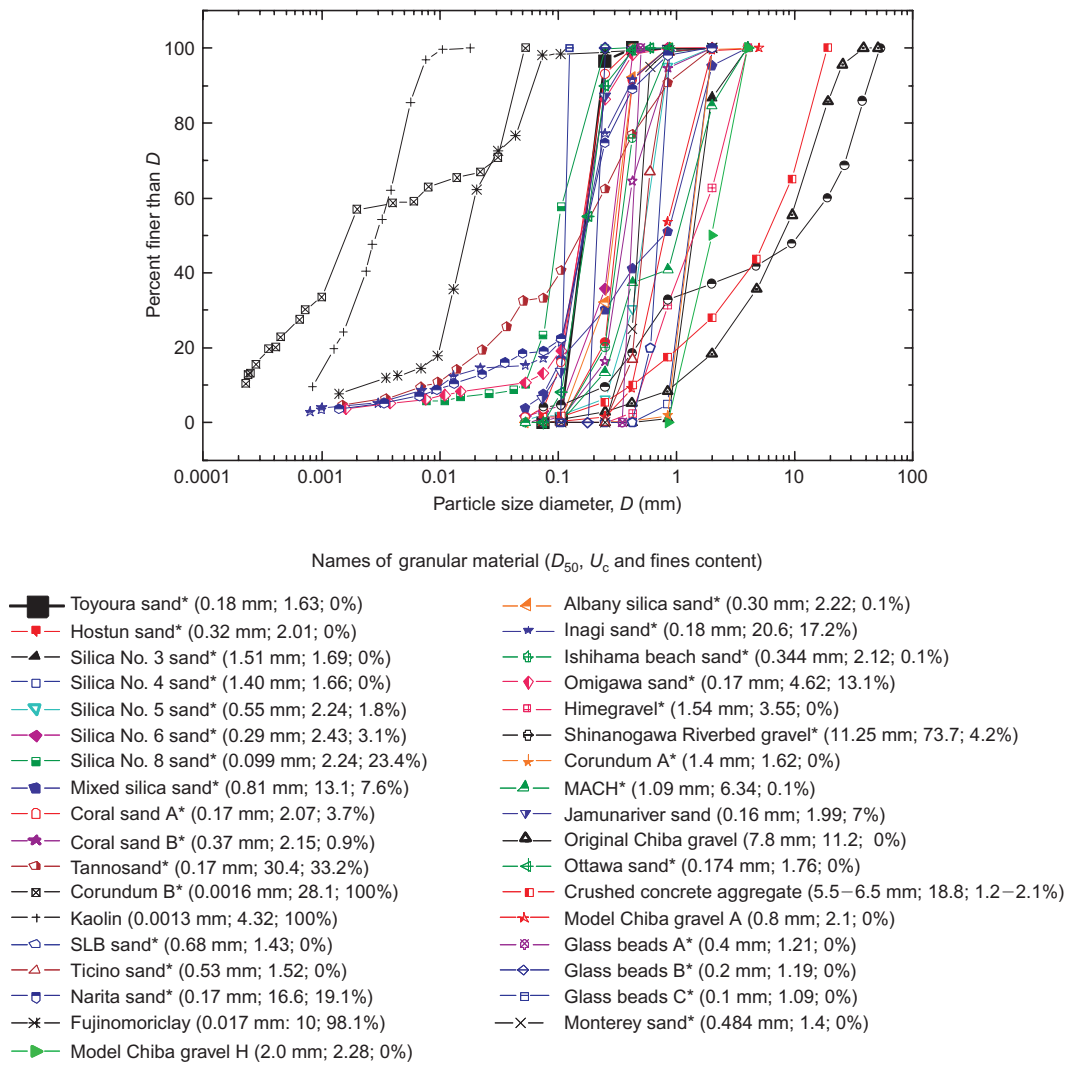 100
80
60
40
20
0
Percent finer than D
0.0001
0.001
0.01
0.1
1
10
100
Particle size diameter, D (mm)
Names of granular material (D50, Uc and fines content)
Toyoura sand* (0.18 mm; 1.63; 0%)
Hostun sand* (0.32 mm; 2.01; 0%)
Silica No. 3 sand* (1.51 mm; 1.69; 0%)
Silica No. 4 sand* (1.40 mm; 1.66; 0%)
Silica No. 5 sand* (0.55 mm; 2.24; 1.8%)
Silica No. 6 sand* (0.29 mm; 2.43; 3.1%)
Silica No. 8 sand* (0.099 mm; 2.24; 23.4%)
Mixed silica sand* (0.81 mm; 13.1; 7.6%)
Coral sand A* (0.17 mm; 2.07; 3.7%)
Coral sand B* (0.37 mm; 2.15; 0.9%)
Tannosand* (0.17 mm; 30.4; 33.2%)
Corundum B* (0.0016 mm; 28.1; 100%)
Kaolin (0.0013 mm; 4.32; 100%)
SLB sand* (0.68 mm; 1.43; 0%)
Ticino sand* (0.53 mm; 1.52; 0%)
Narita sand* (0.17 mm; 16.6; 19.1%)
Fujinomoriclay (0.017 mm: 10; 98.1%)
Model Chiba gravel H (2.0 mm; 2.28; 0%)
Albany silica sand* (0.30 mm; 2.22; 0.1%)
Inagi sand* (0.18 mm; 20.6; 17.2%)
Ishihama beach sand* (0.344 mm; 2.12; 0.1%)
Omigawa sand* (0.17 mm; 4.62; 13.1%)
Himegravel* (1.54 mm; 3.55; 0%)
Shinanogawa Riverbed gravel* (11.25 mm; 73.7; 4.2%)
Corundum A* (1.4 mm; 1.62; 0%)
MACH* (1.09 mm; 6.34; 0.1%)
Jamunariver sand (0.16 mm; 1.99; 7%)
Original Chiba gravel (7.8 mm; 11.2; 0%)
Ottawa sand* (0.174 mm; 1.76; 0%)
Crushed concrete aggregate (5.5–6.5 mm; 18.8; 1.2–2.1%)
Model Chiba gravel A (0.8 mm; 2.1; 0%)
Glass beads A* (0.4 mm; 1.21; 0%)
Glass beads B* (0.2 mm; 1.19; 0%)
Glass beads C* (0.1 mm; 1.09; 0%)
Monterey sand* (0.484 mm; 1.4; 0%)